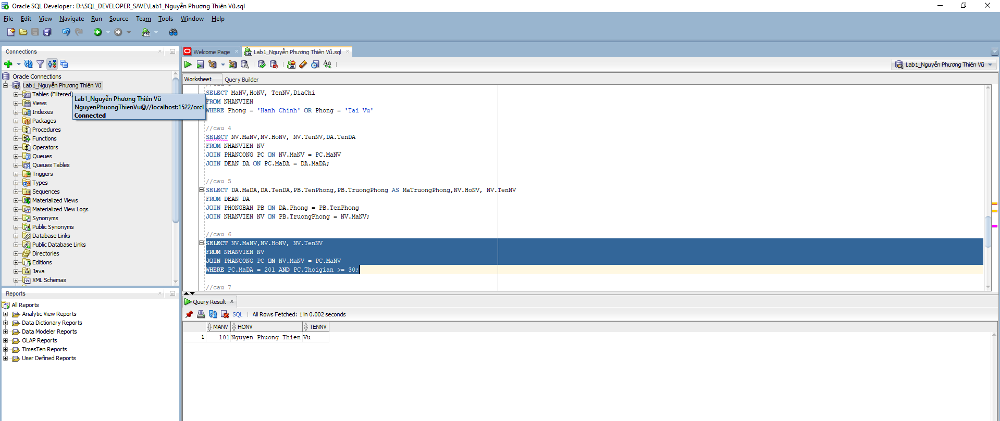 Oracle SQL Developer : D:\SQL_DEVELOPER_SAVE\Lab1_Nguyễn Phương Thiên Vũ.sql
File Edit View Navigate Run Source Team Tools Window Help
Connections
Oracle Connections
Lab1_Nguyễn Phương Thiên Vũ
Tables (Filtered)
Views
Indexes
Packages
Procedures
Functions
Operators
Queues
Queues Tables
Triggers
Types
Sequences
Materialized Views
Materialized View Logs
Synonyms
Public Synonyms
Database Links
Public Database Links
Directories
Editions
Java
XML Schemas
Lab1_Nguyễn Phương Thiên Vũ
NguyenPhuongThienVu@//localhost:1522/orcl
Connected
Reports
All Reports
Analytic View Reports
Data Dictionary Reports
Data Modeler Reports
OLAP Reports
TimesTen Reports
User Defined Reports
Welcome Page
Lab1_Nguyễn Phương Thiên Vũ.sql
Lab1_Nguyễn Phương Thiên Vũ
Worksheet Query Builder
SELECT MaNV,HoNV, TenNV,DiaChi
FROM NHANVIEN
WHERE Phong = 'Hanh Chinh' OR Phong = 'Tai Vu'
//cau 4
SELECT NV.MaNV,NV.HoNV, NV.TenNV,DA.TenDA
FROM NHANVIEN NV
JOIN PHANCONG PC ON NV.MaNV = PC.MaNV
JOIN DEAN DA ON PC.MaDA = DA.MaDA;
//cau 5
SELECT DA.MaDA,DA.TenDA,PB.TenPhong,PB.TruongPhong AS MaTruongPhong,NV.HoNV, NV.TenNV
FROM DEAN DA
JOIN PHONGBAN PB ON DA.Phong = PB.TenPhong
JOIN NHANVIEN NV ON PB.TruongPhong = NV.MaNV;
//cau 6
SELECT NV.MaNV,NV.HoNV, NV.TenNV
FROM NHANVIEN NV
JOIN PHANCONG PC ON NV.MaNV = PC.MaNV
WHERE PC.MaDA = 201 AND PC.Thoigian >= 30;
//cau 7
Query Result
SQL | All Rows Fetched: 1 in 0.002 seconds
MANV HONV TENNV
1 101 Nguyen Phuong Thien Vu